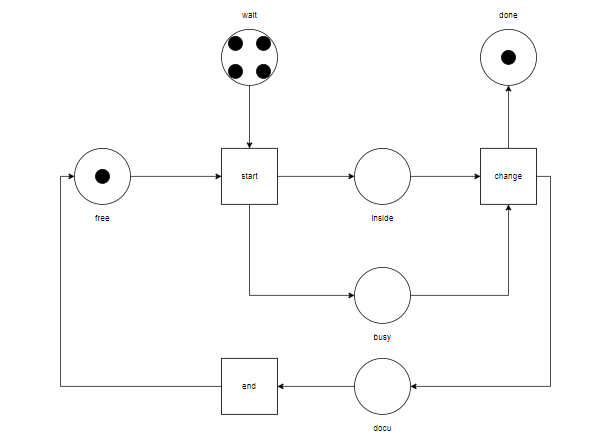 wait
done
start
change
free
inside
busy
end
docu